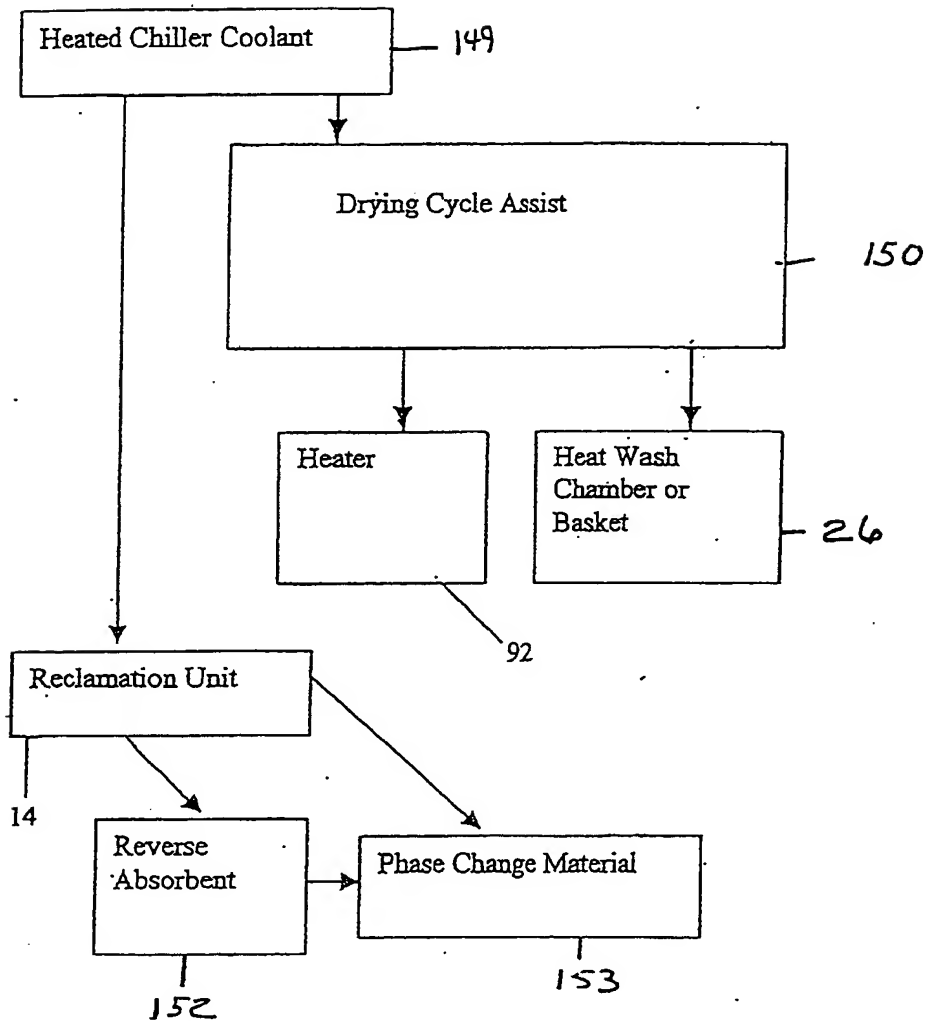 Heated Chiller Coolant
149
Drying Cycle Assist
150
Heater
Heat Wash
Chamber or
Basket
26
92
Reclamation Unit
14
Reverse
Absorbent
Phase Change Material
152
153